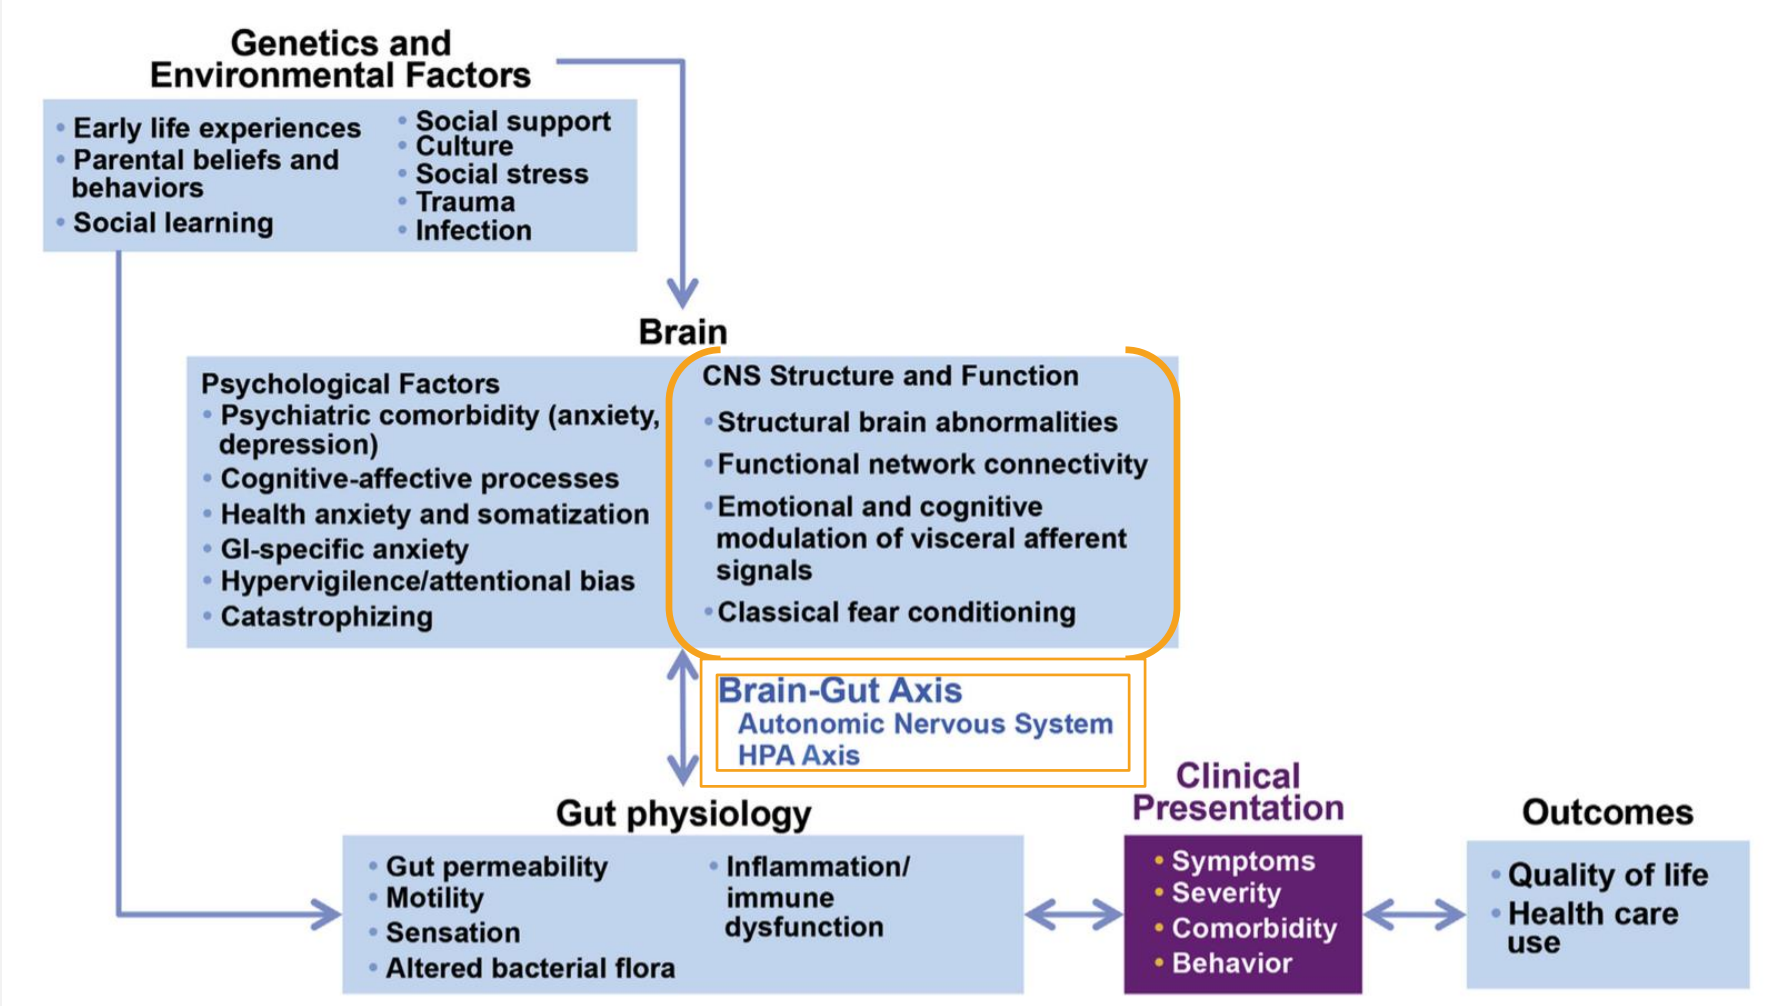 Genetics and
Environmental Factors
• Early life experiences
• Parental beliefs and
behaviors
• Social learning
• Social support
• Culture
• Social stress
• Trauma
• Infection
Brain
Psychological Factors
• Psychiatric comorbidity (anxiety,
depression)
• Cognitive-affective processes
• Health anxiety and somatization
• GI-specific anxiety
• Hypervigilence/attentional bias
• Catastrophizing
CNS Structure and Function
• Structural brain abnormalities
• Functional network connectivity
• Emotional and cognitive
modulation of visceral afferent
signals
• Classical fear conditioning
Brain-Gut Axis
Autonomic Nervous System
HPA Axis
Gut physiology
• Gut permeability
• Motility
• Sensation
• Altered bacterial flora
• Inflammation/
immune
dysfunction
Clinical
Presentation
• Symptoms
• Severity
• Comorbidity
• Behavior
Outcomes
• Quality of life
• Health care
use